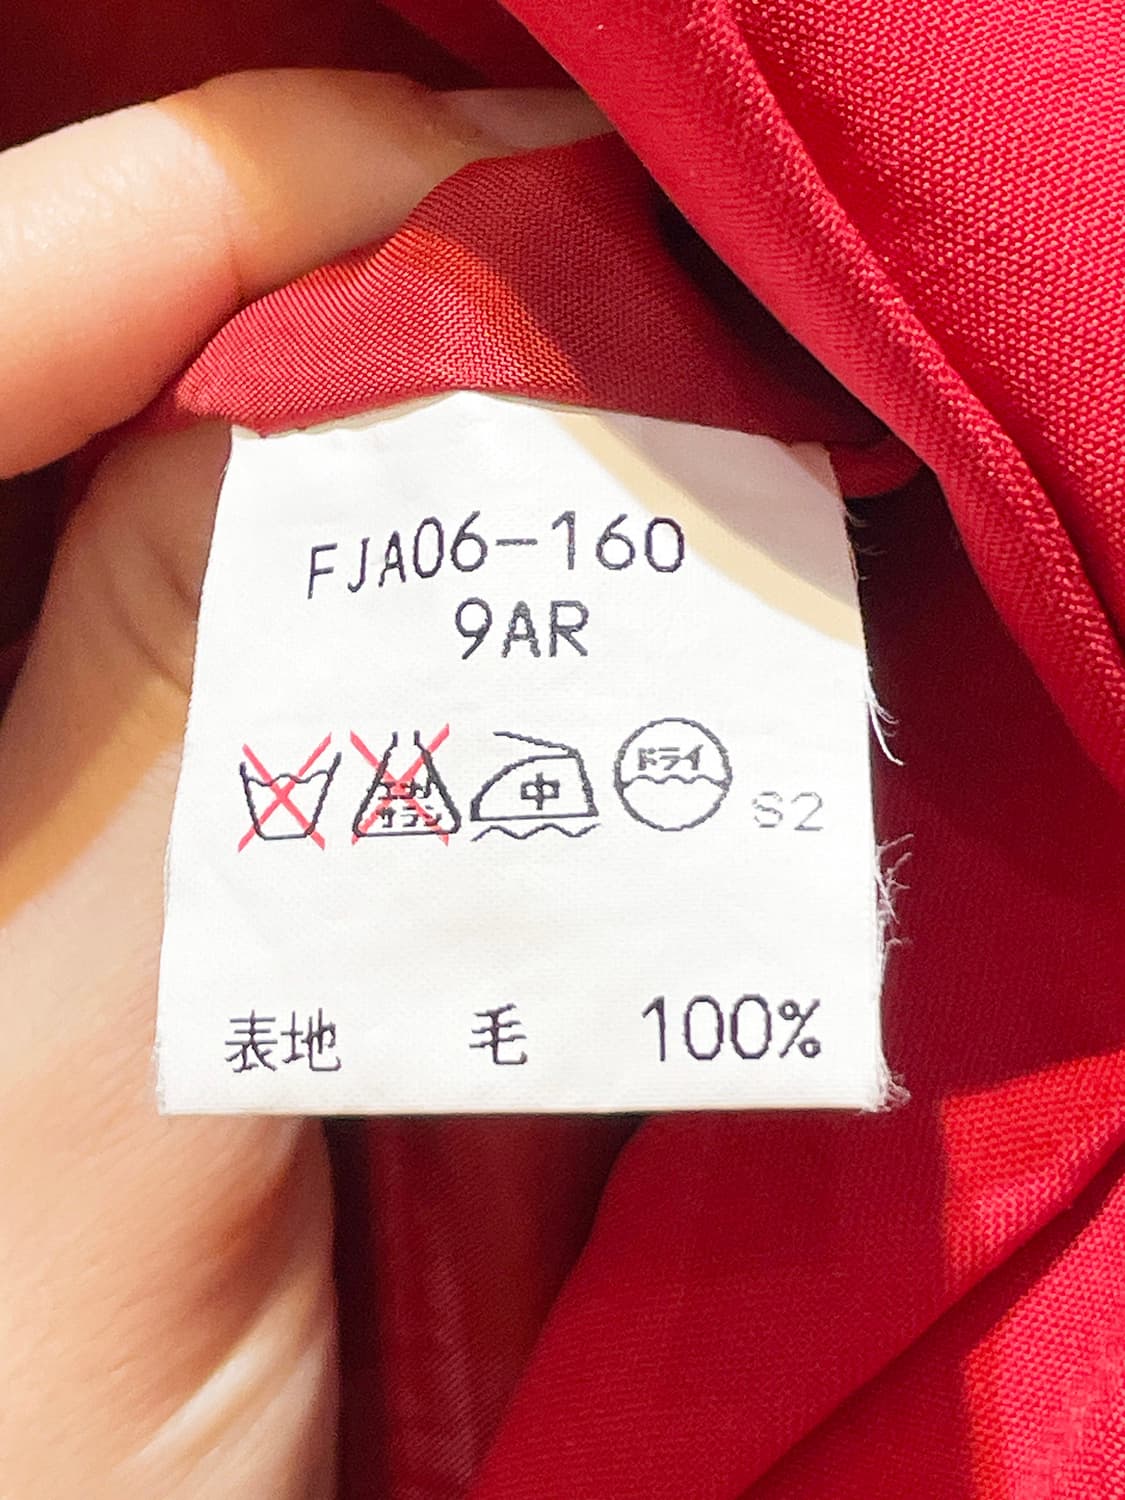 FJA06-160
9AR
エンソ
サラシ
中
ドライ
S2
表地 毛 100%